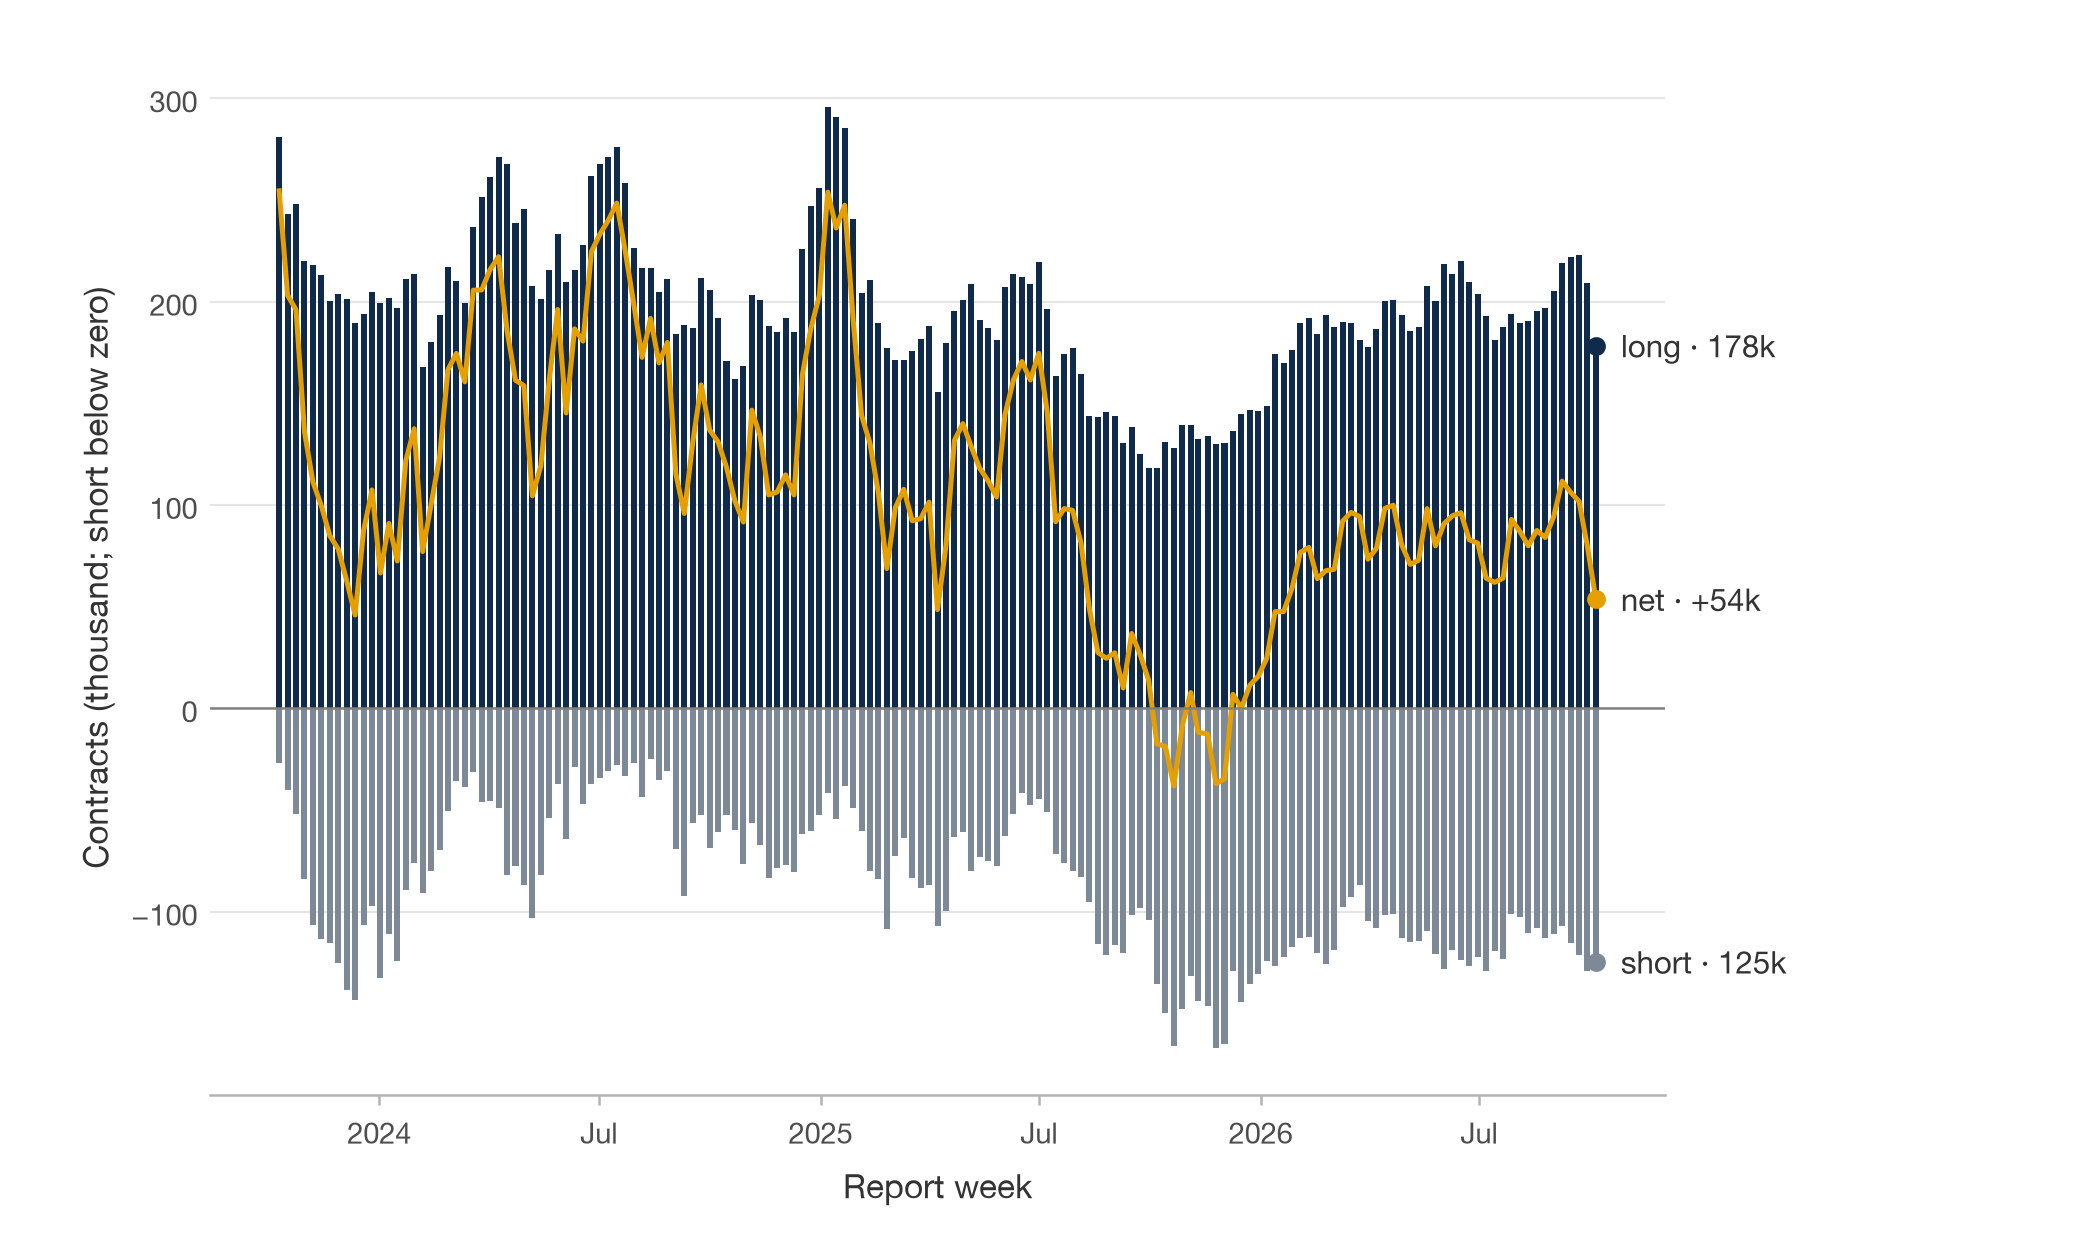 300
200
100
0
−100
Contracts (thousand; short below zero)
long · 178k
net · +54k
short · 125k
2024
Jul
2025
Jul
2026
Jul
Report week